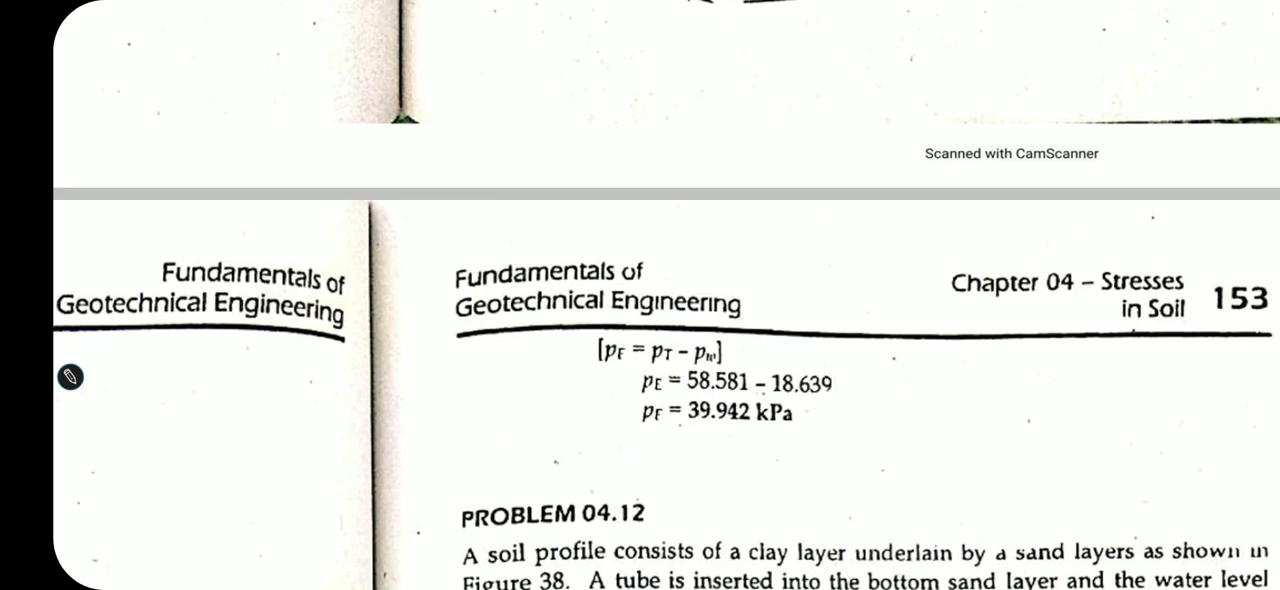 Scanned with CamScanner
Fundamentals of
Geotechnical Engineering
Fundamentals of
Geotechnical Engineering
Chapter 04 – Stresses
in Soil
153
[pE = pT – pw]
pE = 58.581 – 18.639
pE = 39.942 kPa
PROBLEM 04.12
A soil profile consists of a clay layer underlain by a sand layers as shown in
Figure 38. A tube is inserted into the bottom sand layer and the water level